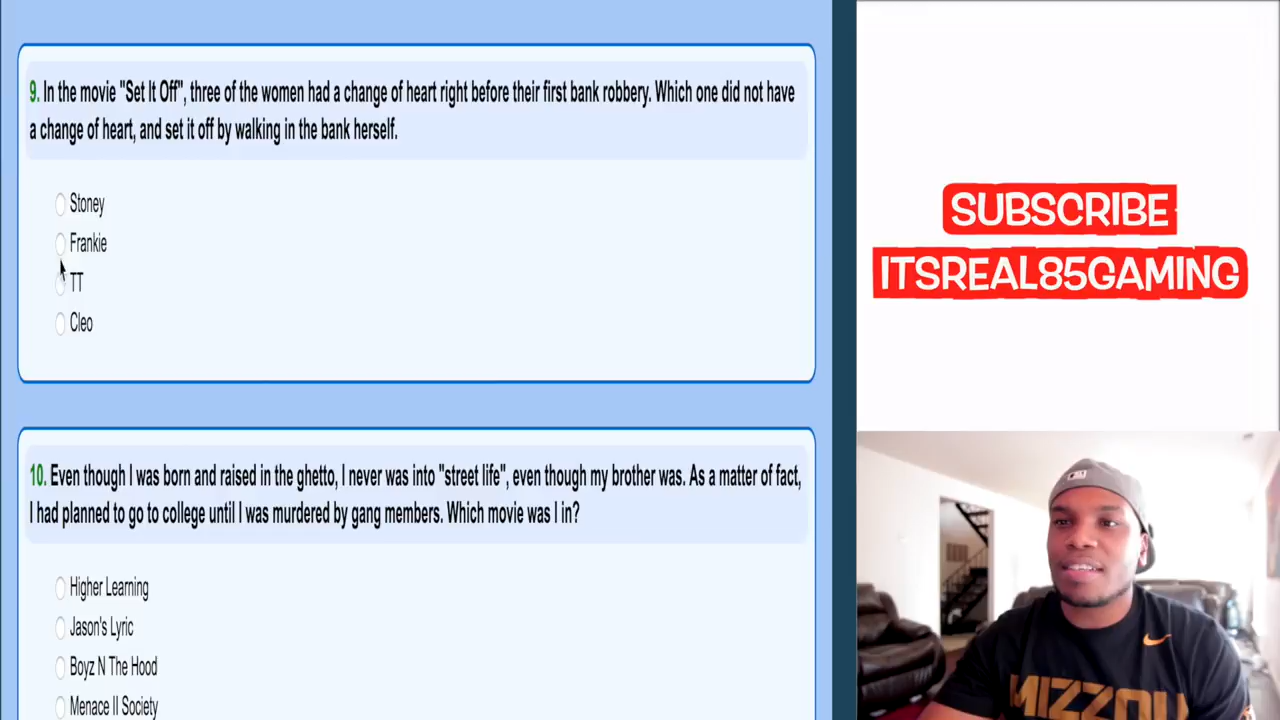 9. In the movie "Set It Off", three of the women had a change of heart right before their first bank robbery. Which one did not have
a change of heart, and set it off by walking in the bank herself.
Stoney
Frankie
TT
Cleo
10. Even though I was born and raised in the ghetto, I never was into "street life", even though my brother was. As a matter of fact,
I had planned to go to college until I was murdered by gang members. Which movie was I in?
Higher Learning
Jason's Lyric
Boyz N The Hood
Menace II Society
SUBSCRIBE
ITSREAL85GAMING
MIZZOU